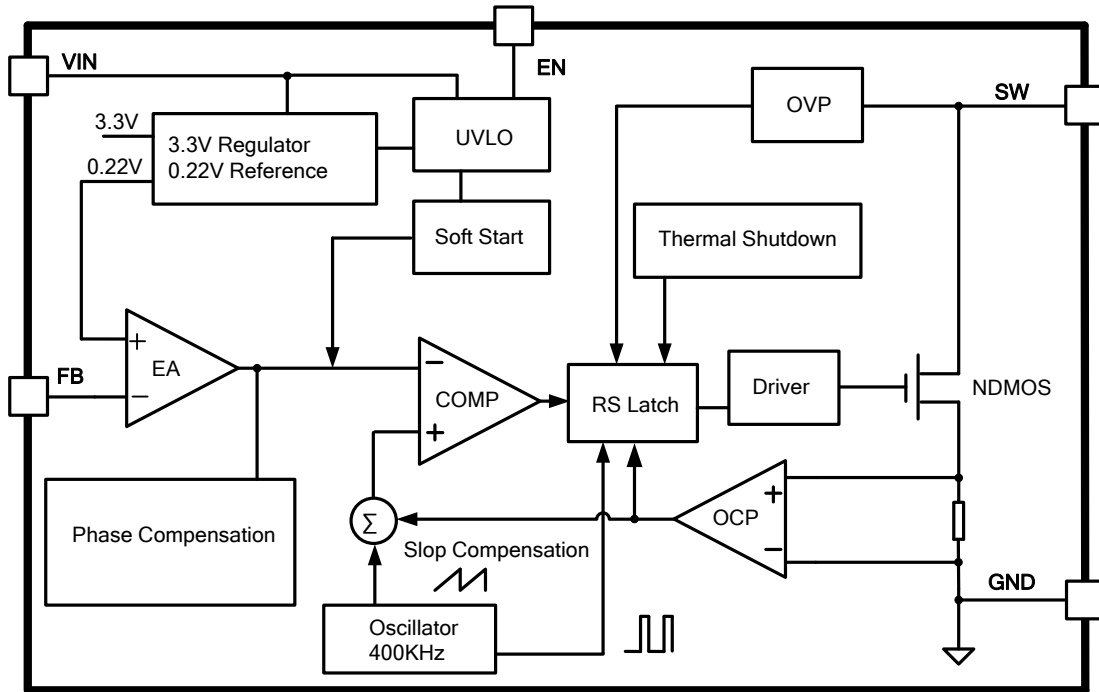 VIN
EN
SW
OVP
3.3V
3.3V Regulator
0.22V Reference
0.22V
UVLO
Soft Start
Thermal Shutdown
+
EA
−
FB
−
COMP
+
RS Latch
Driver
NDMOS
Phase Compensation
Σ
Slop Compensation
+
OCP
−
GND
Oscillator
400KHz